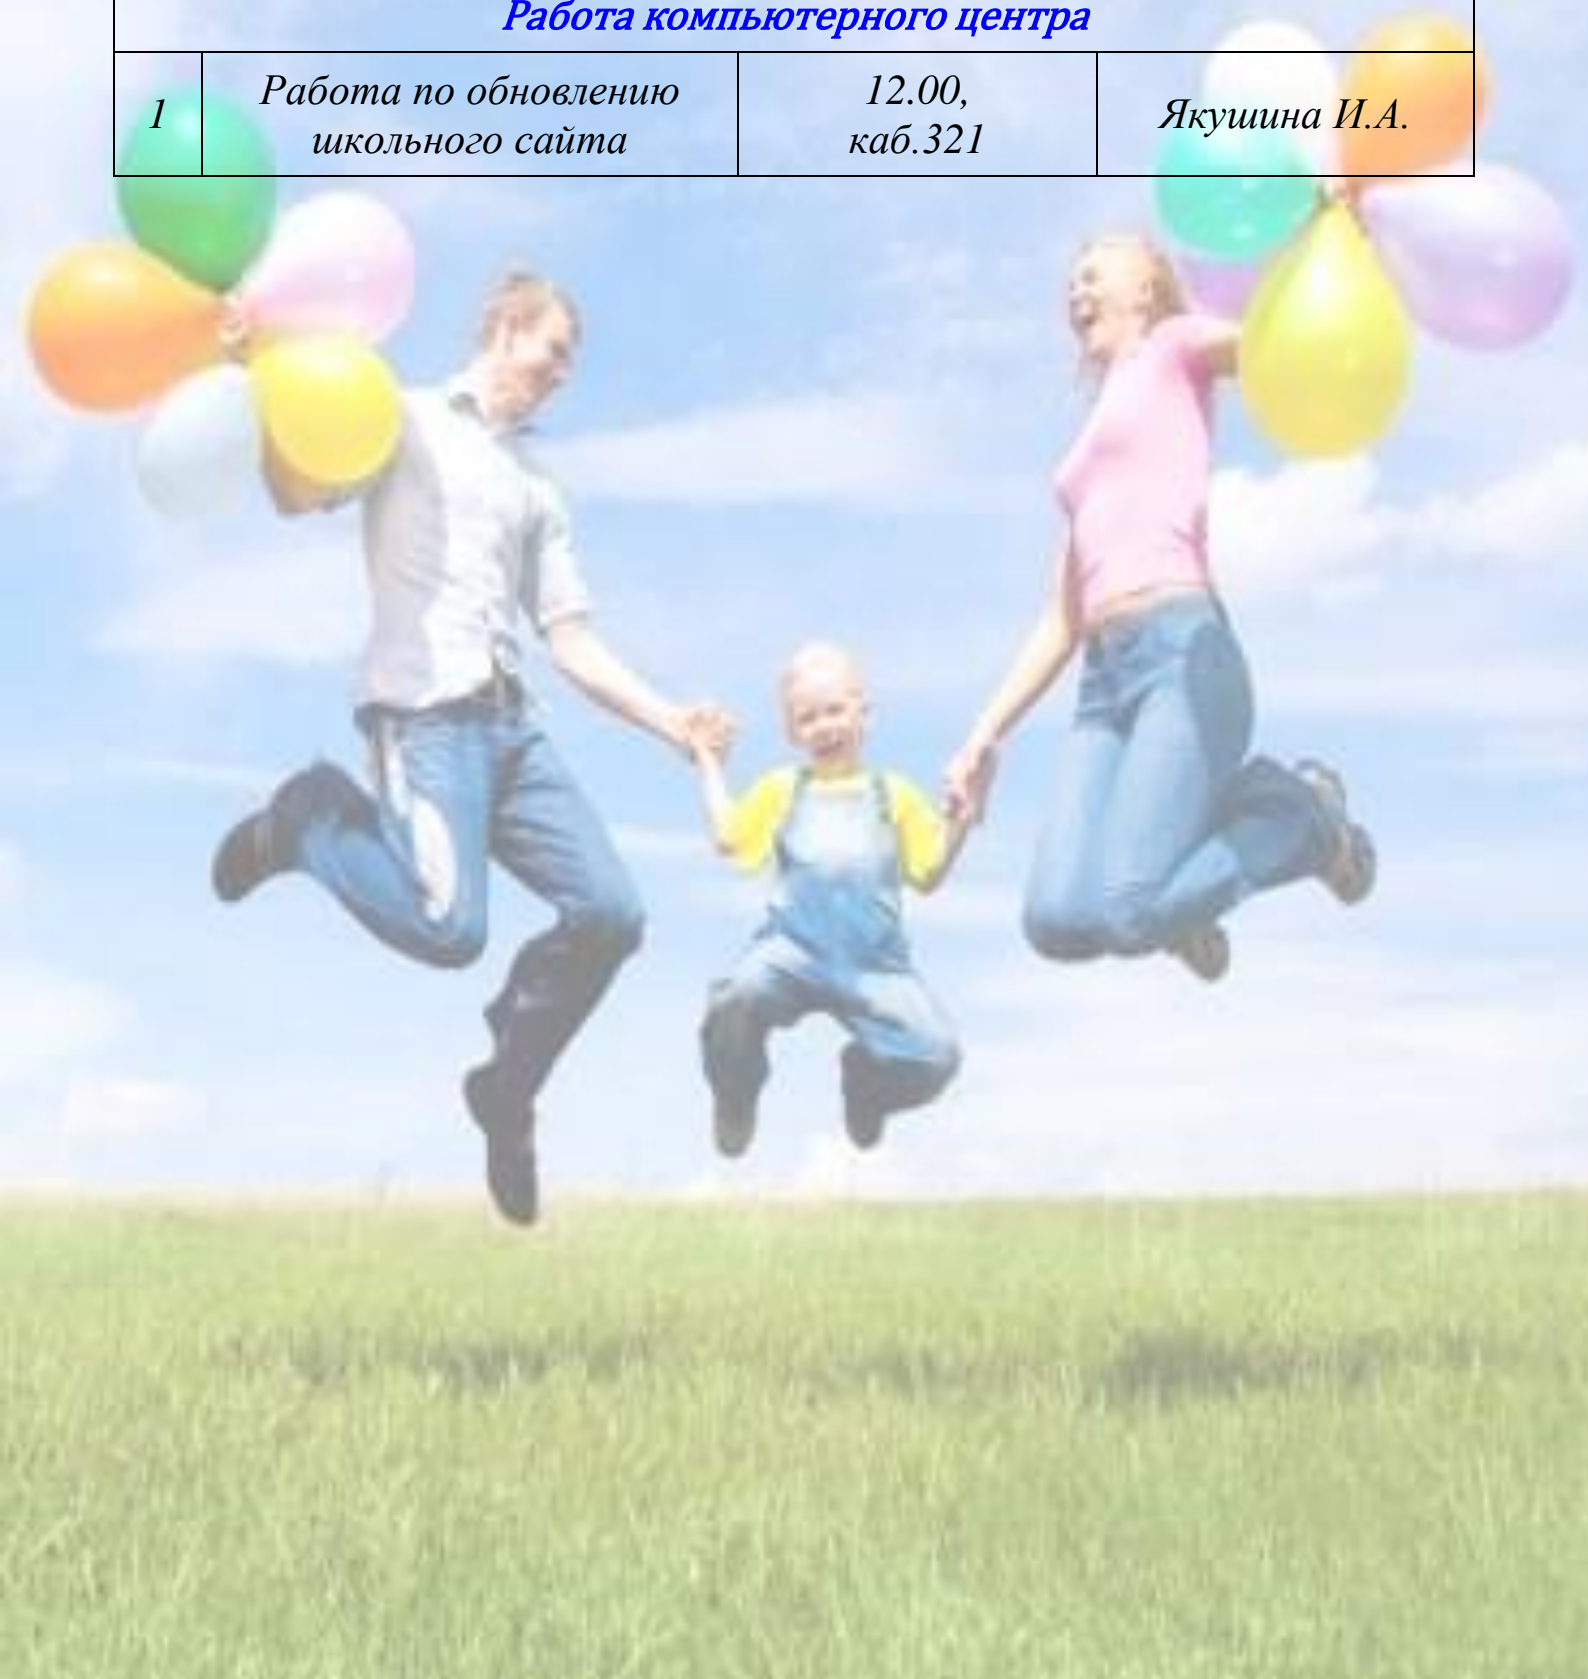 Работа компьютерного центра
1
Работа по обновлению
школьного сайта
12.00,
каб.321
Якушина И.А.